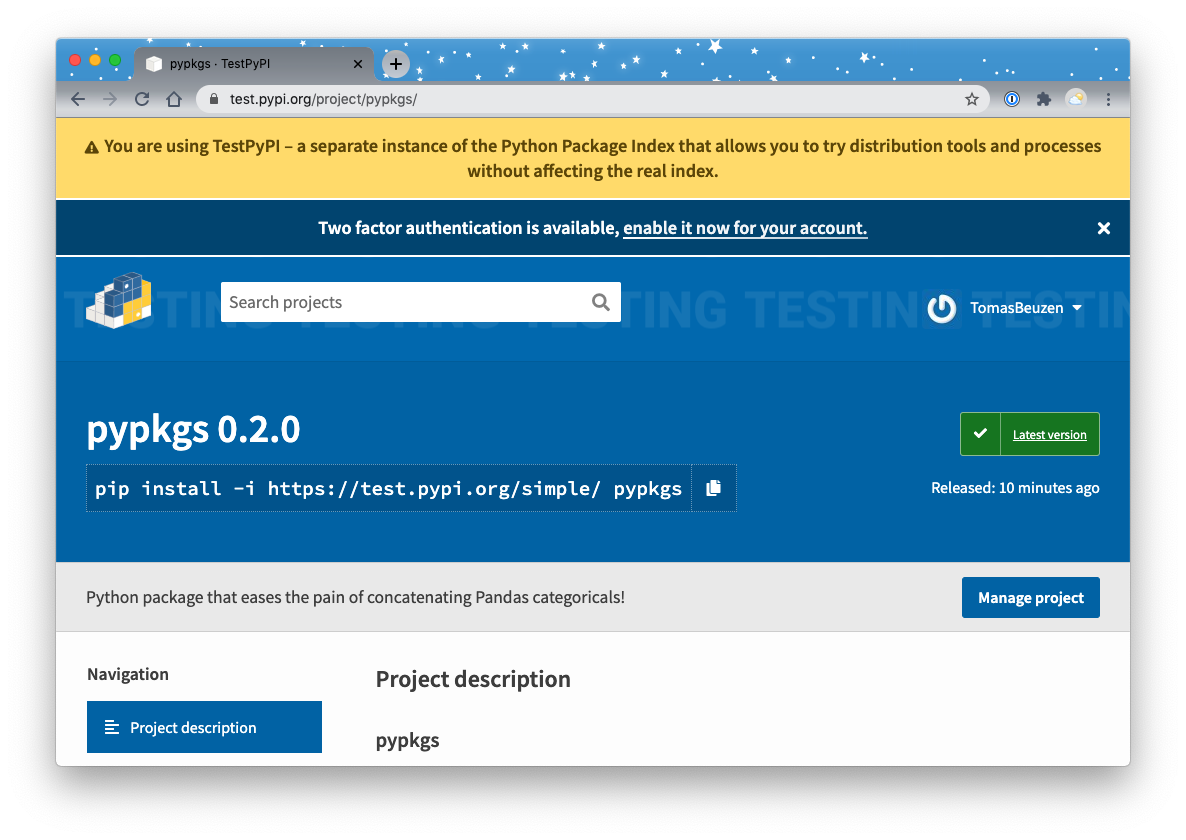 pypkgs · TestPyPI
test.pypi.org/project/pypkgs/
You are using TestPyPI – a separate instance of the Python Package Index that allows you to try distribution tools and processes
without affecting the real index.
Two factor authentication is available, enable it now for your account.
TESTING TESTING TESTING TESTING TESTIN
Search projects
TomasBeuzen
pypkgs 0.2.0
Latest version
pip install -i https://test.pypi.org/simple/ pypkgs
Released: 10 minutes ago
Python package that eases the pain of concatenating Pandas categoricals!
Manage project
Navigation
Project description
Project description
pypkgs